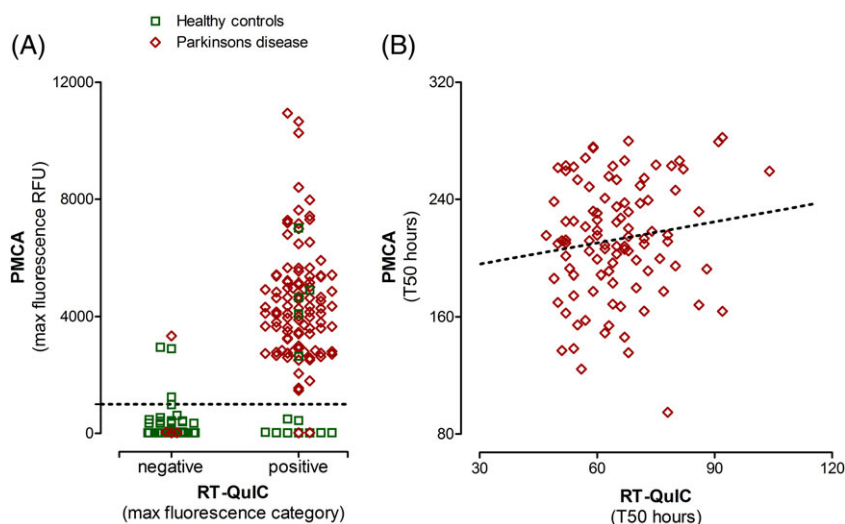 Healthy controls
Parkinsons disease
(A)
12000
8000
4000
0
PMCA
(max fluorescence RFU)
negative
positive
RT-QuIC
(max fluorescence category)
(B)
320
240
160
80
PMCA
(T50 hours)
30
60
90
120
RT-QuIC
(T50 hours)